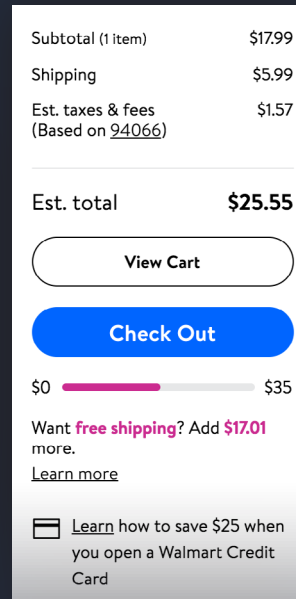 Subtotal (1 item) $17.99
Shipping $5.99
Est. taxes & fees $1.57
(Based on 94066)
Est. total $25.55
View Cart
Check Out
$0 $35
Want free shipping? Add $17.01
more.
Learn more
Learn how to save $25 when
you open a Walmart Credit
Card